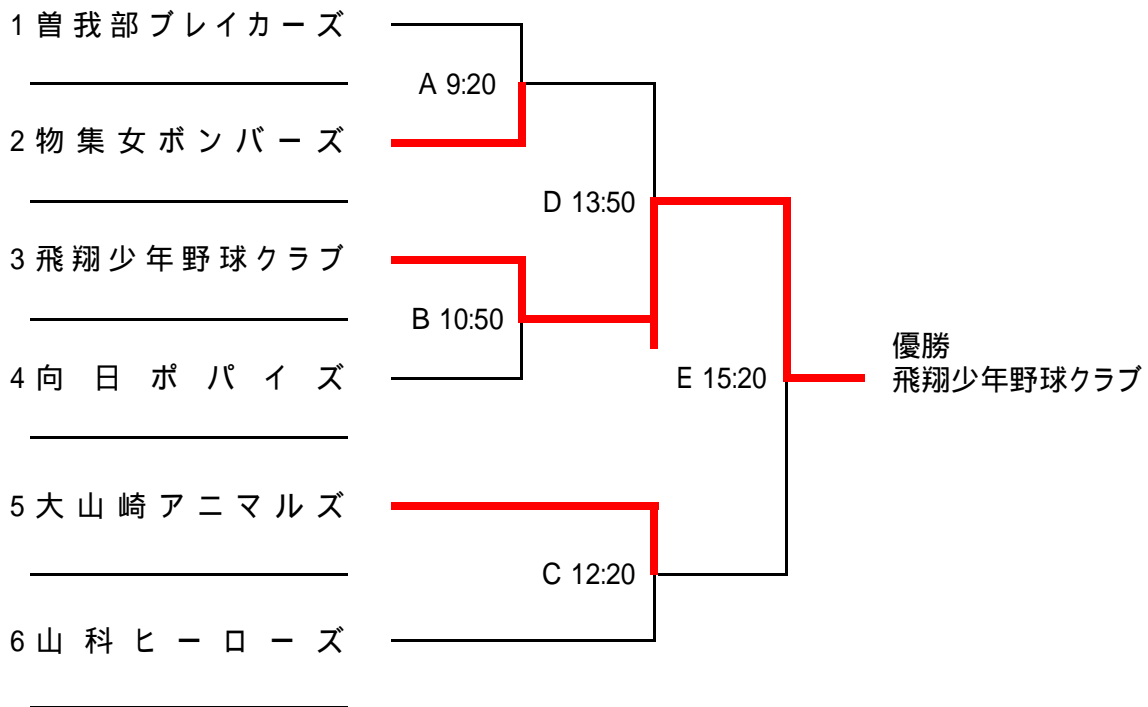 1 曽我部ブレイカーズ
A 9:20
2 物集女ボンバーズ
D 13:50
3 飛翔少年野球クラブ
B 10:50
優勝
4 向日ポパイズ
E 15:20
飛翔少年野球クラブ
5 大山崎アニマルズ
C 12:20
6 山科ヒーローズ